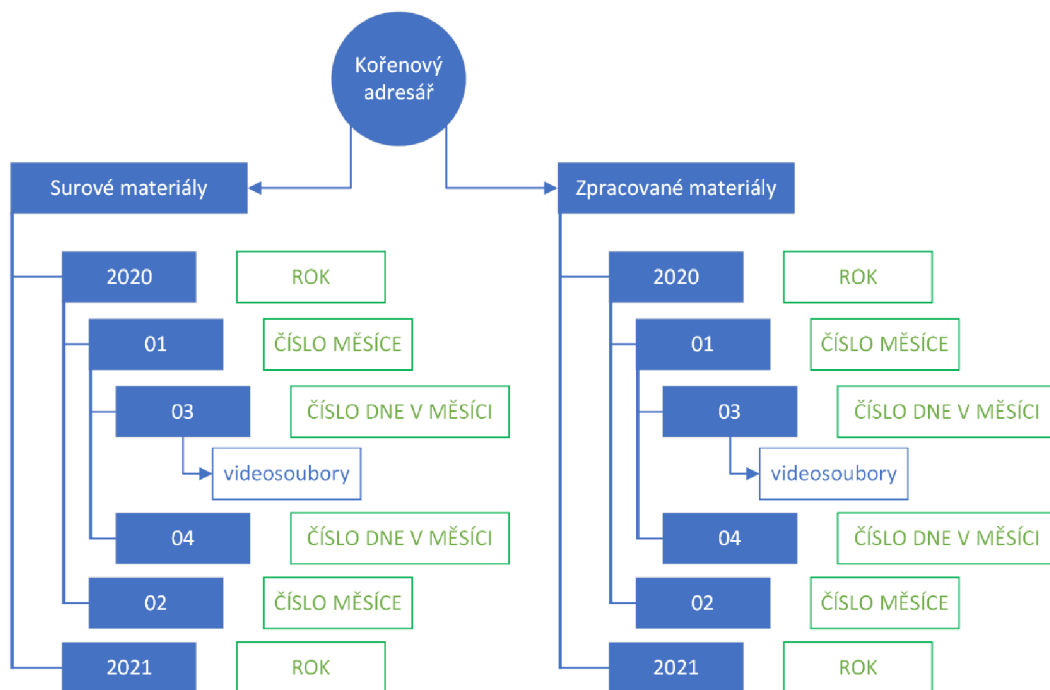 Kořenový
adresář
Surové materiály
2020
ROK
01
ČÍSLO MĚSÍCE
03
ČÍSLO DNE V MĚSÍCI
videosoubory
04
ČÍSLO DNE V MĚSÍCI
02
ČÍSLO MĚSÍCE
2021
ROK
Zpracované materiály
2020
ROK
01
ČÍSLO MĚSÍCE
03
ČÍSLO DNE V MĚSÍCI
videosoubory
04
ČÍSLO DNE V MĚSÍCI
02
ČÍSLO MĚSÍCE
2021
ROK